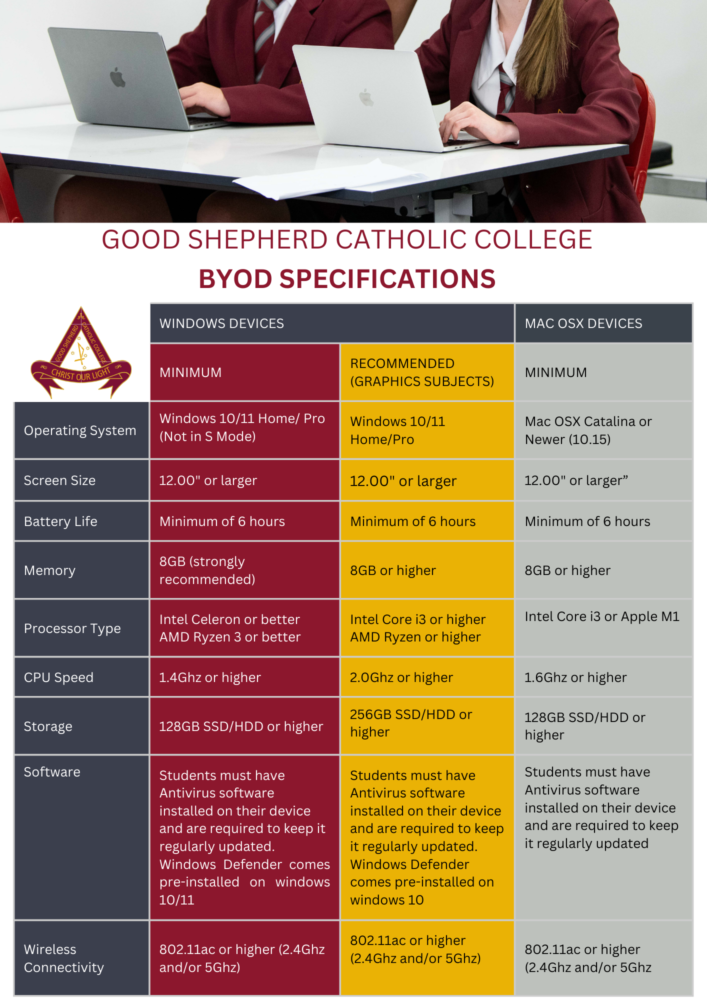 GOOD SHEPHERD CATHOLIC COLLEGE
BYOD SPECIFICATIONS
GOOD SHEPHERD
CATHOLIC COLLEGE
CHRIST OUR LIGHT
WINDOWS DEVICES
MAC OSX DEVICES
MINIMUM
RECOMMENDED
(GRAPHICS SUBJECTS)
MINIMUM
Operating System
Windows 10/11 Home/ Pro
(Not in S Mode)
Windows 10/11
Home/Pro
Mac OSX Catalina or
Newer (10.15)
Screen Size
12.00" or larger
12.00" or larger
12.00" or larger”
Battery Life
Minimum of 6 hours
Minimum of 6 hours
Minimum of 6 hours
Memory
8GB (strongly
recommended)
8GB or higher
8GB or higher
Processor Type
Intel Celeron or better
AMD Ryzen 3 or better
Intel Core i3 or higher
AMD Ryzen or higher
Intel Core i3 or Apple M1
CPU Speed
1.4Ghz or higher
2.0Ghz or higher
1.6Ghz or higher
Storage
128GB SSD/HDD or higher
256GB SSD/HDD or
higher
128GB SSD/HDD or
higher
Software
Students must have
Antivirus software
installed on their device
and are required to keep it
regularly updated.
Windows Defender comes
pre-installed on windows
10/11
Students must have
Antivirus software
installed on their device
and are required to keep
it regularly updated.
Windows Defender
comes pre-installed on
windows 10
Students must have
Antivirus software
installed on their device
and are required to keep
it regularly updated
Wireless
Connectivity
802.11ac or higher (2.4Ghz
and/or 5Ghz)
802.11ac or higher
(2.4Ghz and/or 5Ghz)
802.11ac or higher
(2.4Ghz and/or 5Ghz